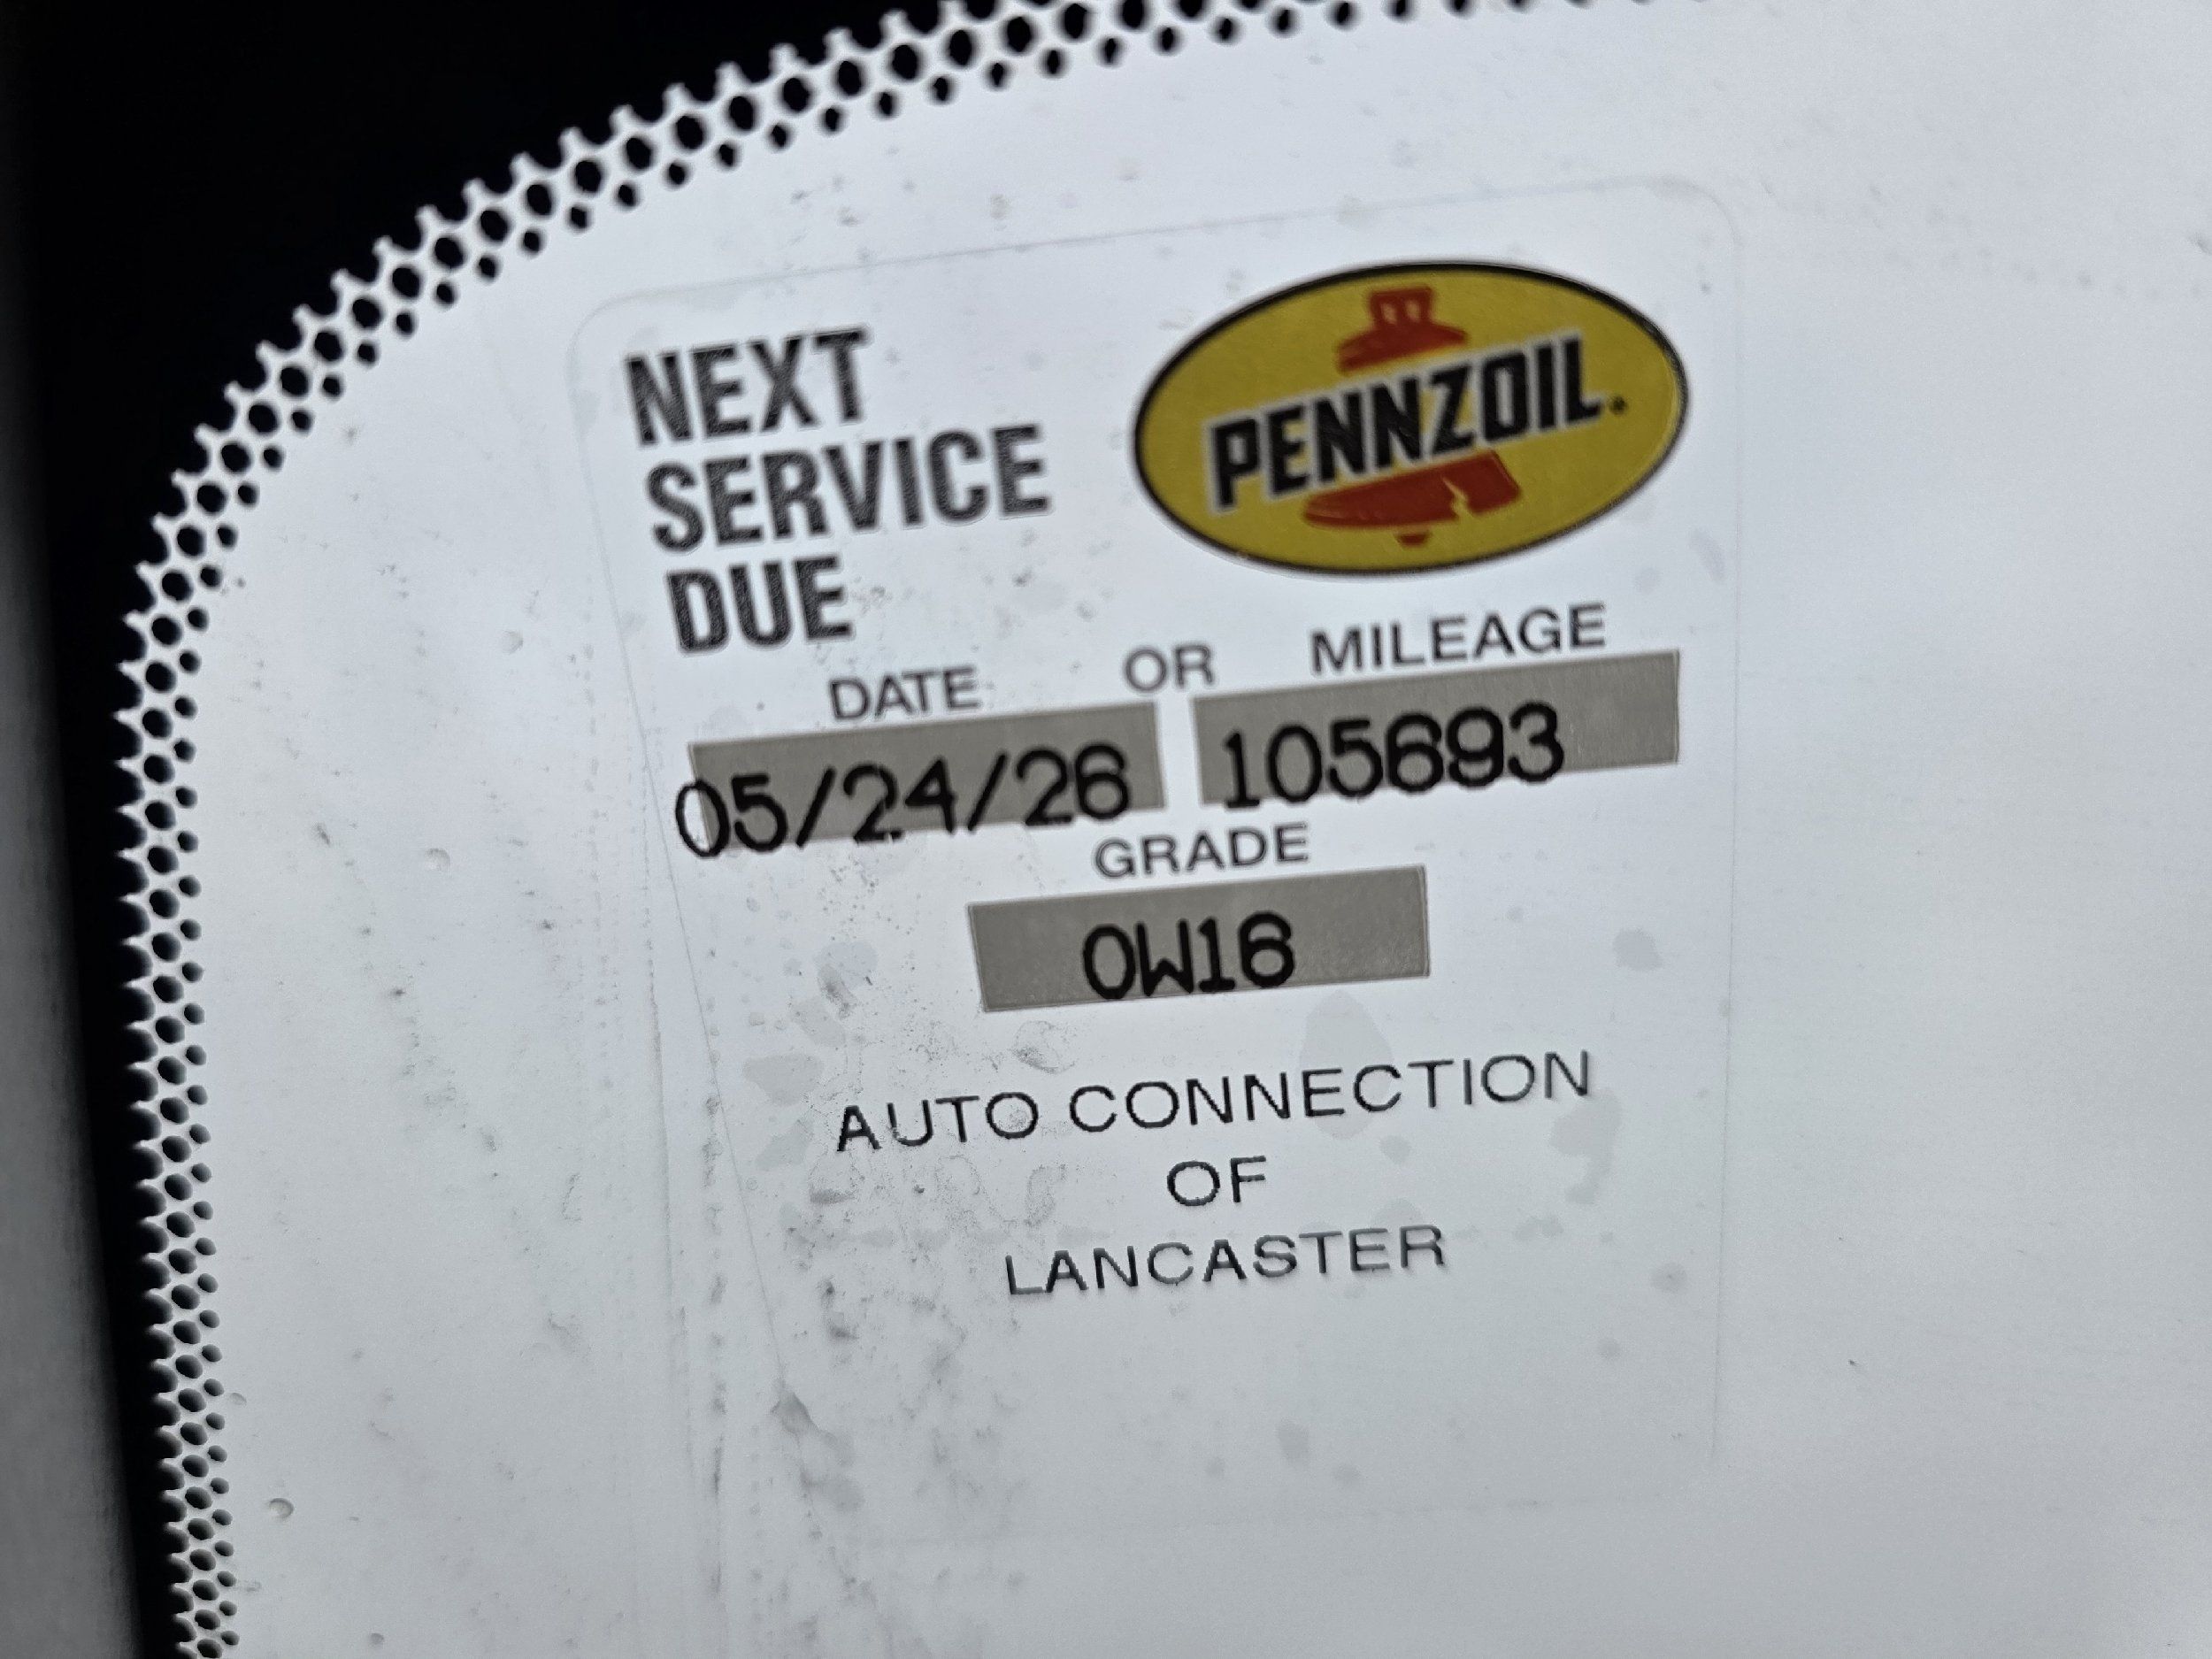 NEXT
SERVICE
DUE
PENNZOIL.
DATE OR MILEAGE
05/24/26 105693
GRADE
0W16
AUTO CONNECTION
OF
LANCASTER